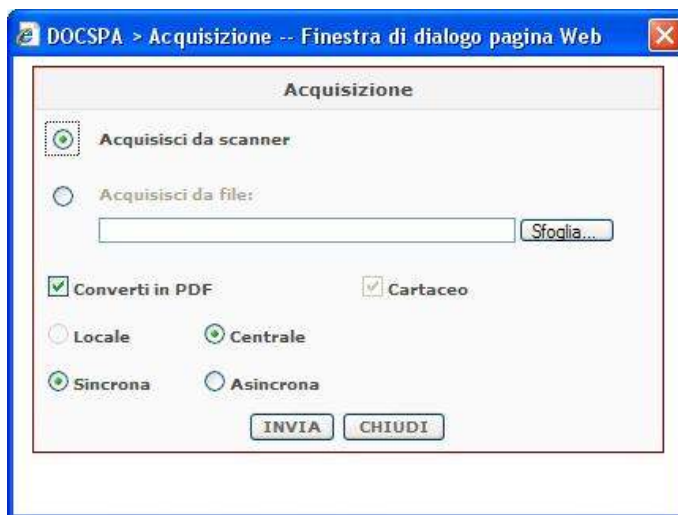 DOCSPA > Acquisizione -- Finestra di dialogo pagina Web
Acquisizione
Acquisisci da scanner
Acquisisci da file:
Sfoglia...
Converti in PDF Cartaceo
Locale Centrale
Sincrona Asincrona
INVIA CHIUDI